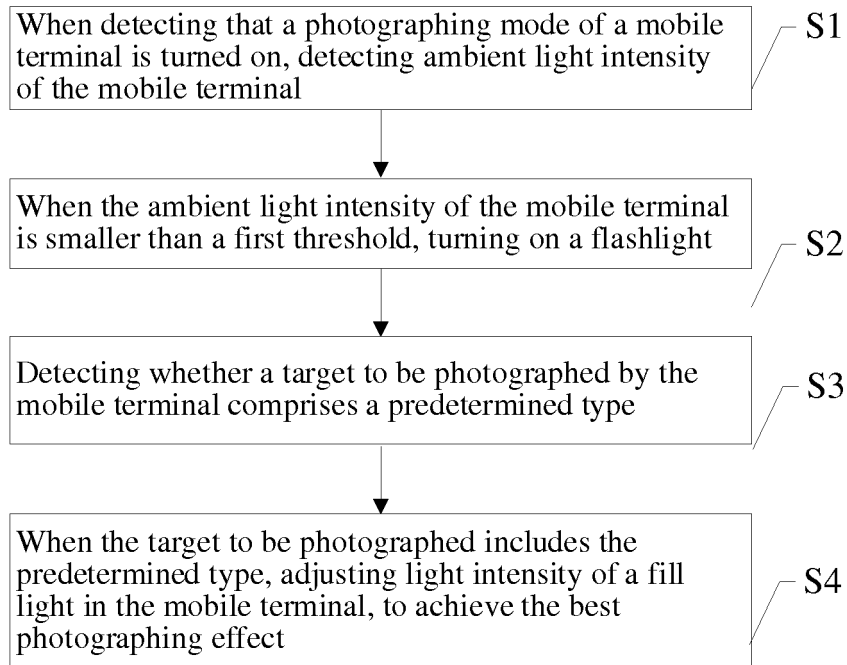 When detecting that a photographing mode of a mobile
terminal is turned on, detecting ambient light intensity
of the mobile terminal
S1
When the ambient light intensity of the mobile terminal
is smaller than a first threshold, turning on a flashlight
S2
Detecting whether a target to be photographed by the
mobile terminal comprises a predetermined type
S3
When the target to be photographed includes the
predetermined type, adjusting light intensity of a fill
light in the mobile terminal, to achieve the best
photographing effect
S4